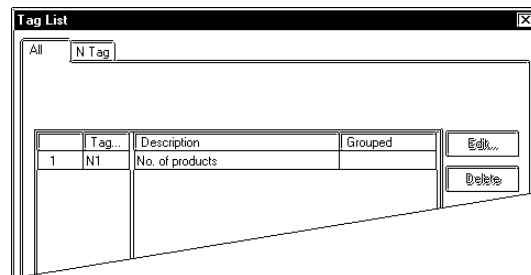 Tag List
All N Tag
Tag... Description Grouped Edit...
1 N1 No. of products
Delete